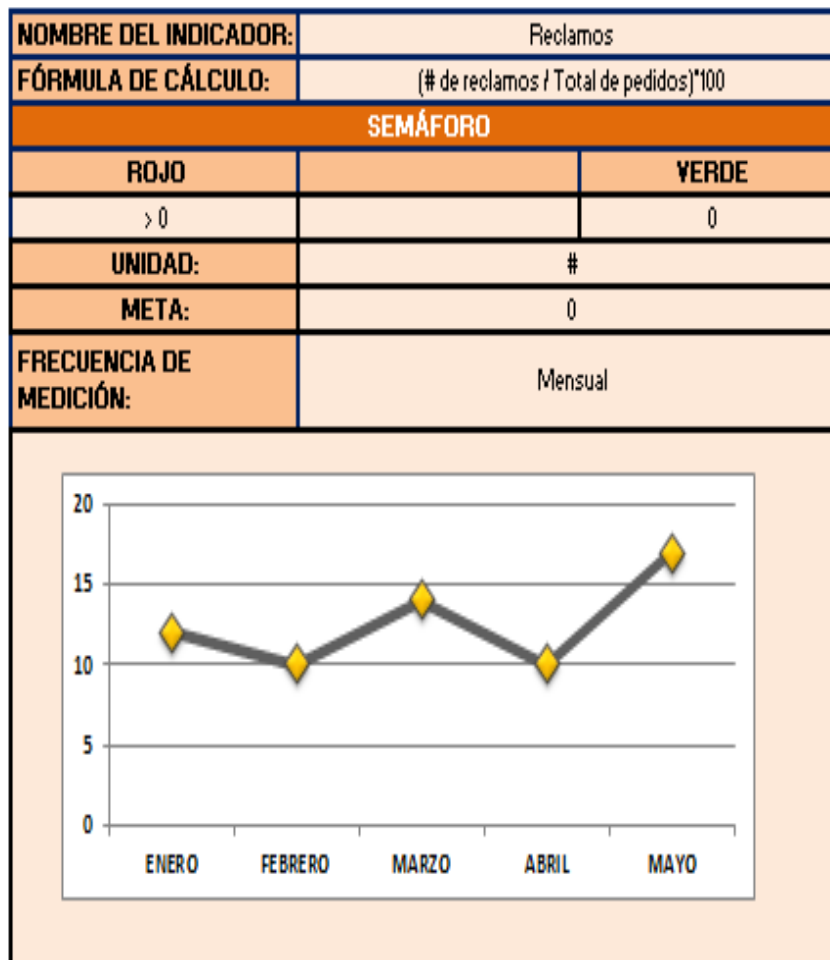 NOMBRE DEL INDICADOR: Reclamos
FÓRMULA DE CÁLCULO: (# de reclamos / Total de pedidos)*100
SEMÁFORO
ROJO VERDE
> 0 0
UNIDAD: #
META: 0
FRECUENCIA DE
MEDICIÓN:
Mensual
20
15
10
5
0
ENERO FEBRERO MARZO ABRIL MAYO